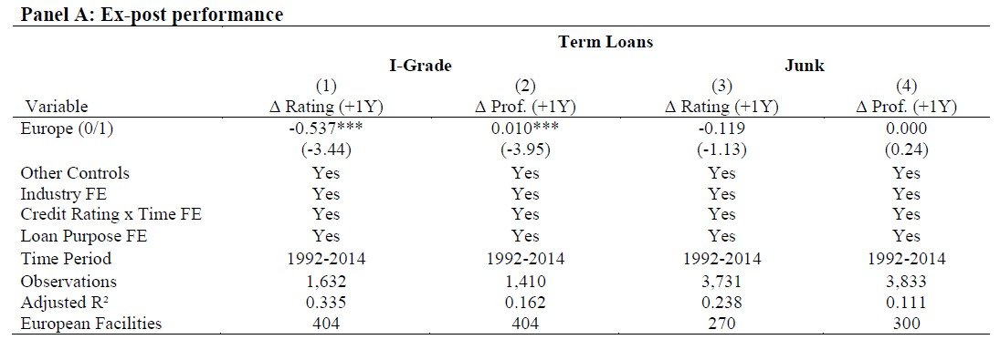 Panel A: Ex-post performance
Term Loans
I-Grade Junk
(1) (2) (3) (4)
Variable Δ Rating (+1Y) Δ Prof. (+1Y) Δ Rating (+1Y) Δ Prof. (+1Y)
Europe (0/1) -0.537*** 0.010*** -0.119 0.000
(-3.44) (-3.95) (-1.13) (0.24)
Other Controls Yes Yes Yes Yes
Industry FE Yes Yes Yes Yes
Credit Rating x Time FE Yes Yes Yes Yes
Loan Purpose FE Yes Yes Yes Yes
Time Period 1992-2014 1992-2014 1992-2014 1992-2014
Observations 1,632 1,410 3,731 3,833
Adjusted R² 0.335 0.162 0.238 0.111
European Facilities 404 404 270 300